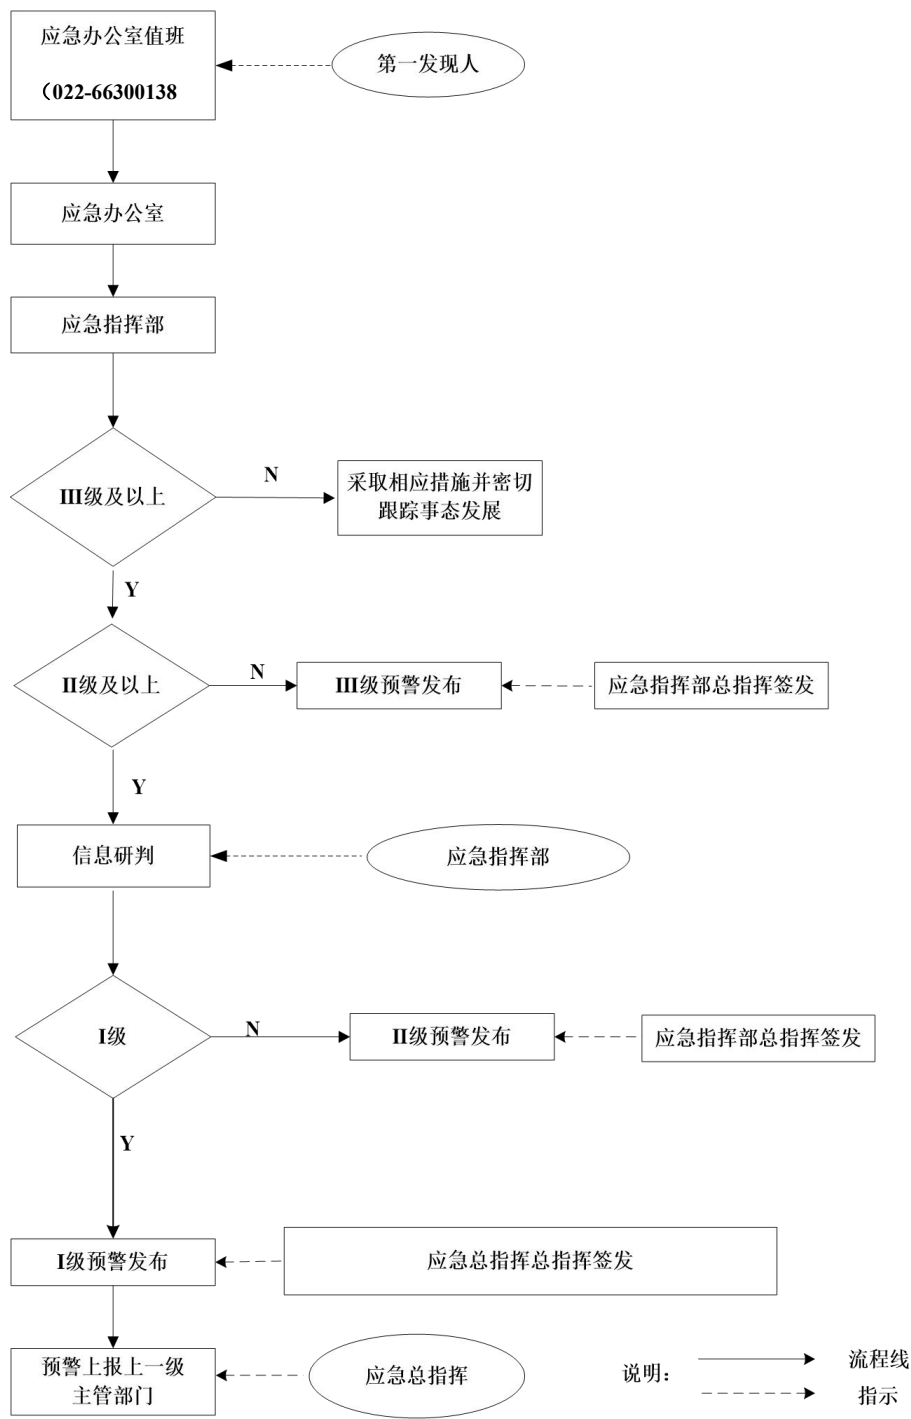 应急办公室值班
第一发现人
（022-66300138
应急办公室
应急指挥部
III级及以上
N
采取相应措施并密切
跟踪事态发展
Y
II级及以上
N
III级预警发布
应急指挥部总指挥签发
Y
信息研判
应急指挥部
I级
N
II级预警发布
应急指挥部总指挥签发
Y
I级预警发布
应急总指挥总指挥签发
预警上报上一级
主管部门
应急总指挥
说明：
流程线
指示